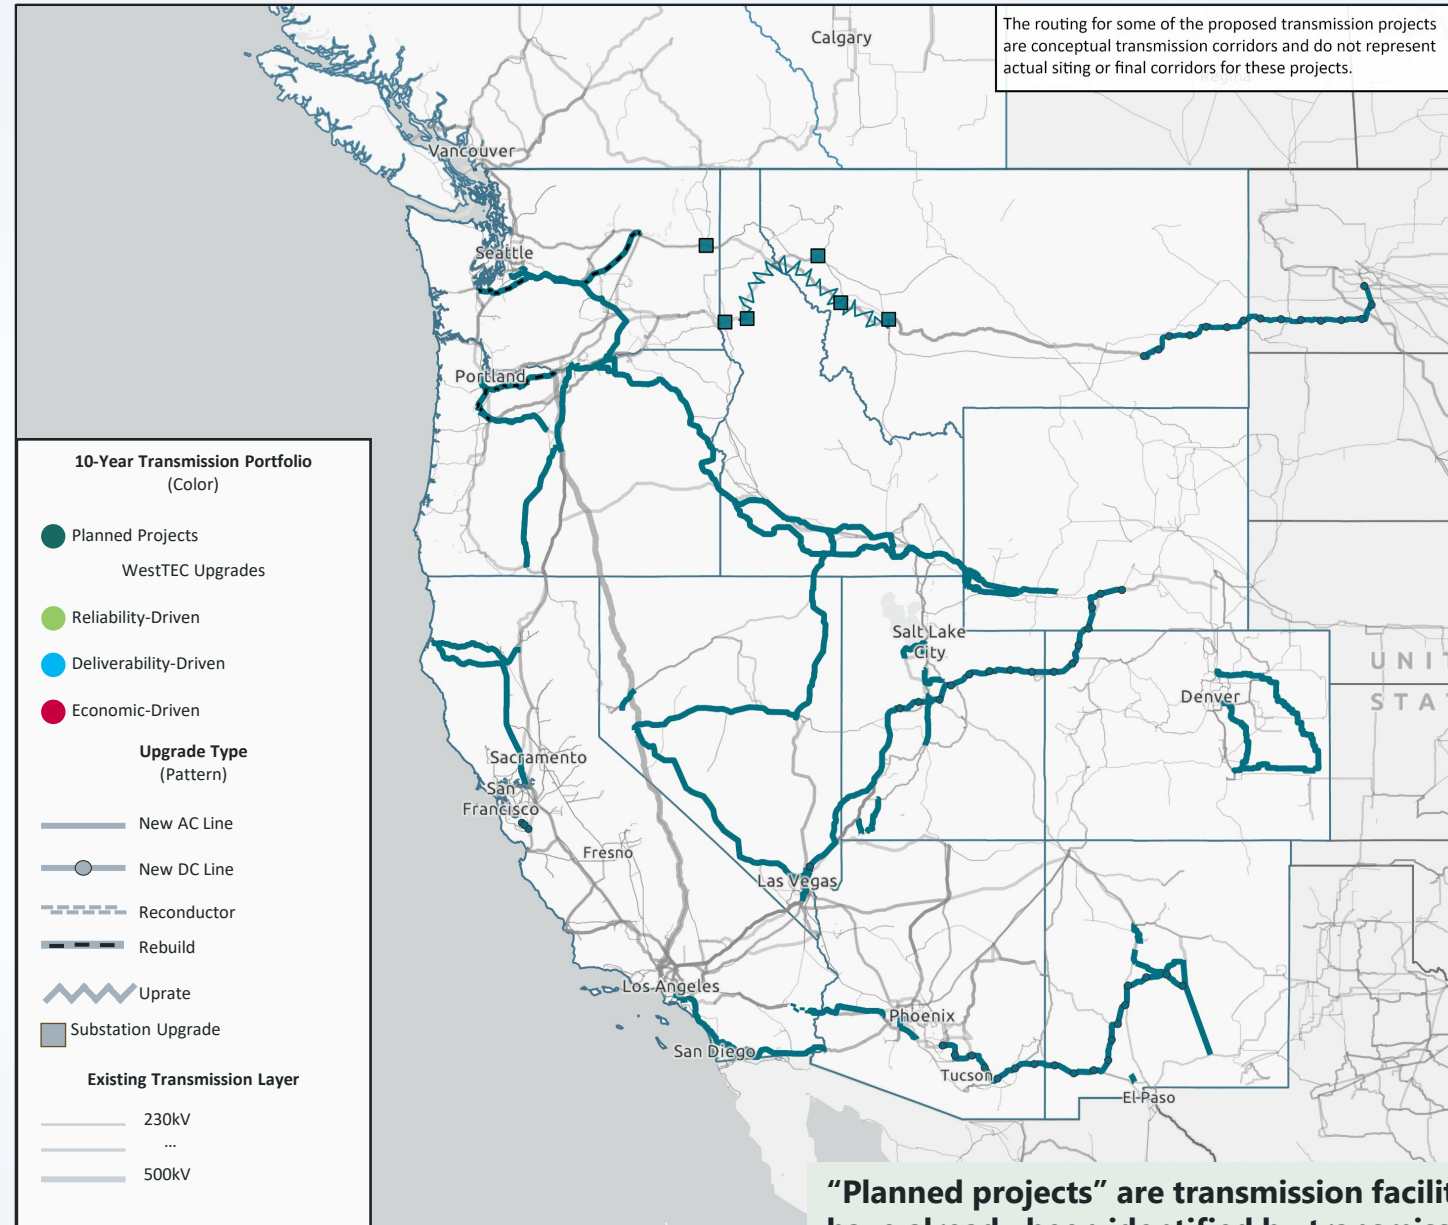 The routing for some of the proposed transmission projects
are conceptual transmission corridors and do not represent
actual siting or final corridors for these projects.
Calgary
Regina
Vancouver
Seattle
Portland
Salt Lake
City
UNIT
STA
Denver
Sacramento
San
Francisco
Fresno
Las Vegas
Los Angeles
San Diego
Phoenix
Tucson
El Paso
10-Year Transmission Portfolio
(Color)
Planned Projects
WestTEC Upgrades
Reliability-Driven
Deliverability-Driven
Economic-Driven
Upgrade Type
(Pattern)
New AC Line
New DC Line
Reconductor
Rebuild
Uprate
Substation Upgrade
Existing Transmission Layer
230kV
...
500kV
“Planned projects” are transmission facilit